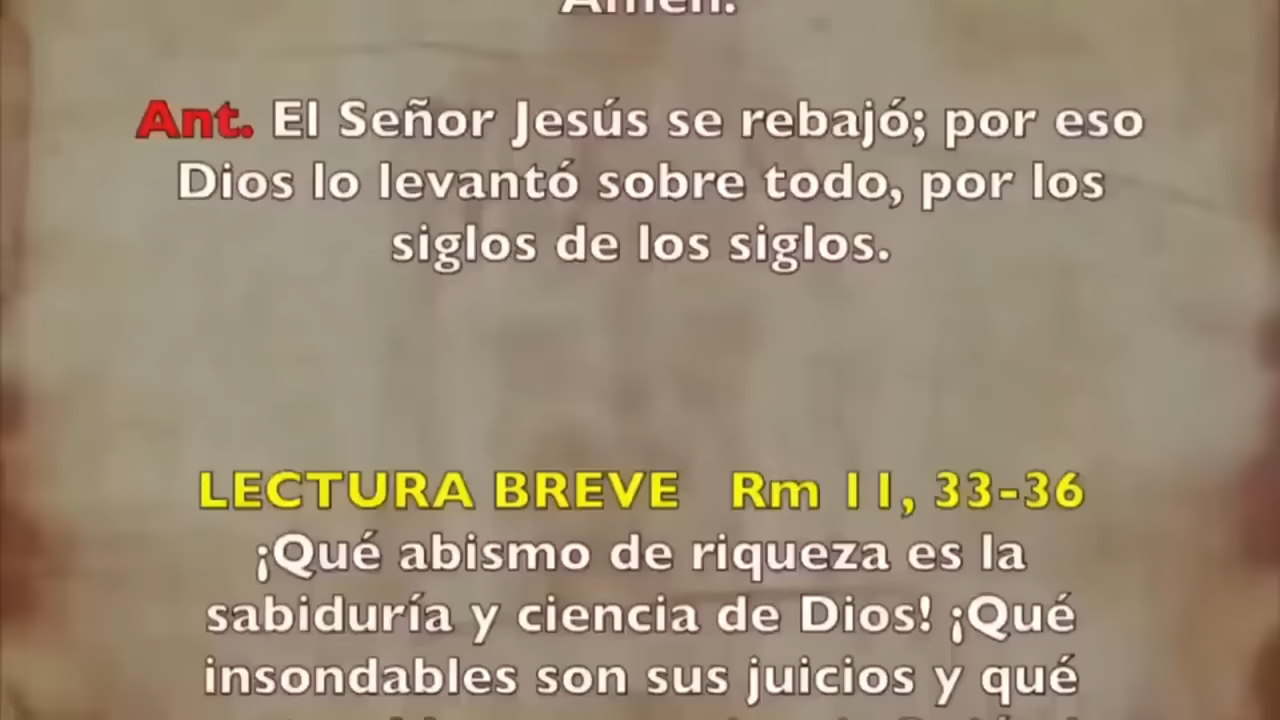 Amén.
Ant. El Señor Jesús se rebajó; por eso
Dios lo levantó sobre todo, por los
siglos de los siglos.
LECTURA BREVE Rm 11, 33-36
¡Qué abismo de riqueza es la
sabiduría y ciencia de Dios! ¡Qué
insondables son sus juicios y qué